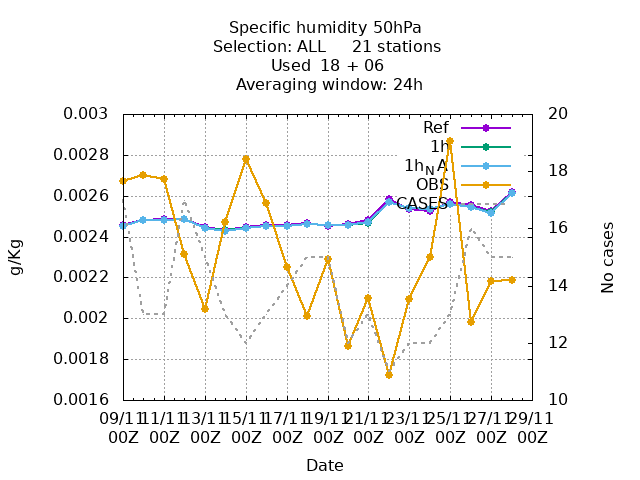 Specific humidity 50hPa
Selection: ALL     21 stations
Used  18 + 06
Averaging window: 24h
g/Kg
No cases
0.003
0.0028
0.0026
0.0024
0.0022
0.002
0.0018
0.0016
20
18
16
14
12
10
Ref
1h
1h_NA
OBS
CASES
09/11 11/11 13/11 15/11 17/11 19/11 21/11 23/11 25/11 27/11 29/11
00Z 00Z 00Z 00Z 00Z 00Z 00Z 00Z 00Z 00Z 00Z
Date